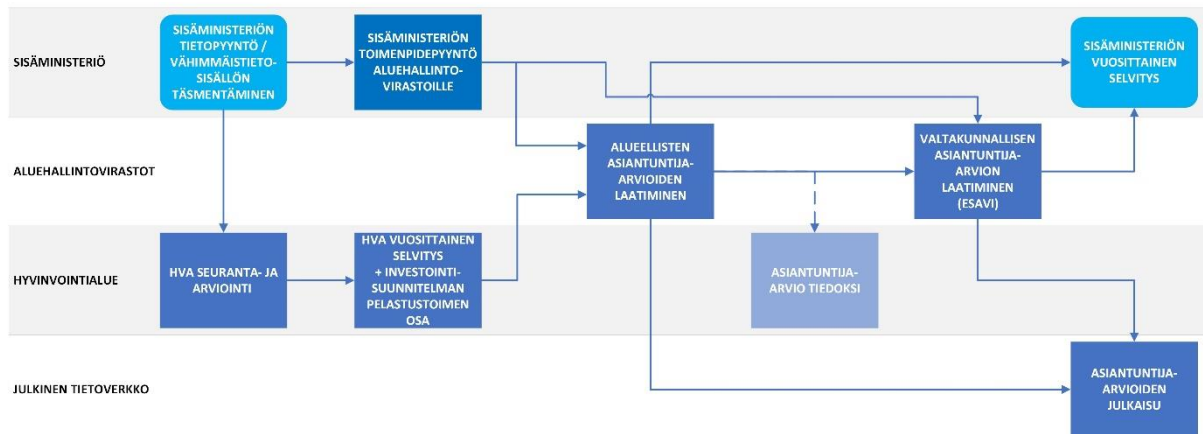 SISÄMINISTERIÖ
SISÄMINISTERIÖN
TIETOPYYNTÖ /
VÄHIMMÄISTIETO-
SISÄLLÖN
TÄSMENTÄMINEN
SISÄMINISTERIÖN
TOIMENPIDEPYYNTÖ
ALUEHALLINTO-
VIRASTOILLE
SISÄMINISTERIÖN
VUOSITTAINEN
SELVITYS
ALUEHALLINTOVIRASTOT
ALUEELLISTEN
ASIANTUNTIJA-
ARVIOIDEN
LAATIMINEN
VALTAKUNNALLISEN
ASIANTUNTIJA-
ARVION
LAATIMINEN
(ESAVI)
HYVINVOINTIALUE
HVA SEURANTA- JA
ARVIOINTI
HVA VUOSITTAINEN
SELVITYS
+ INVESTOINTI-
SUUNNITELMAN
PELASTUSTOIMEN
OSA
ASIANTUNTIJA-
ARVIO TIEDOKSI
JULKINEN TIETOVERKKO
ASIANTUNTIJA-
ARVIOIDEN
JULKAISU